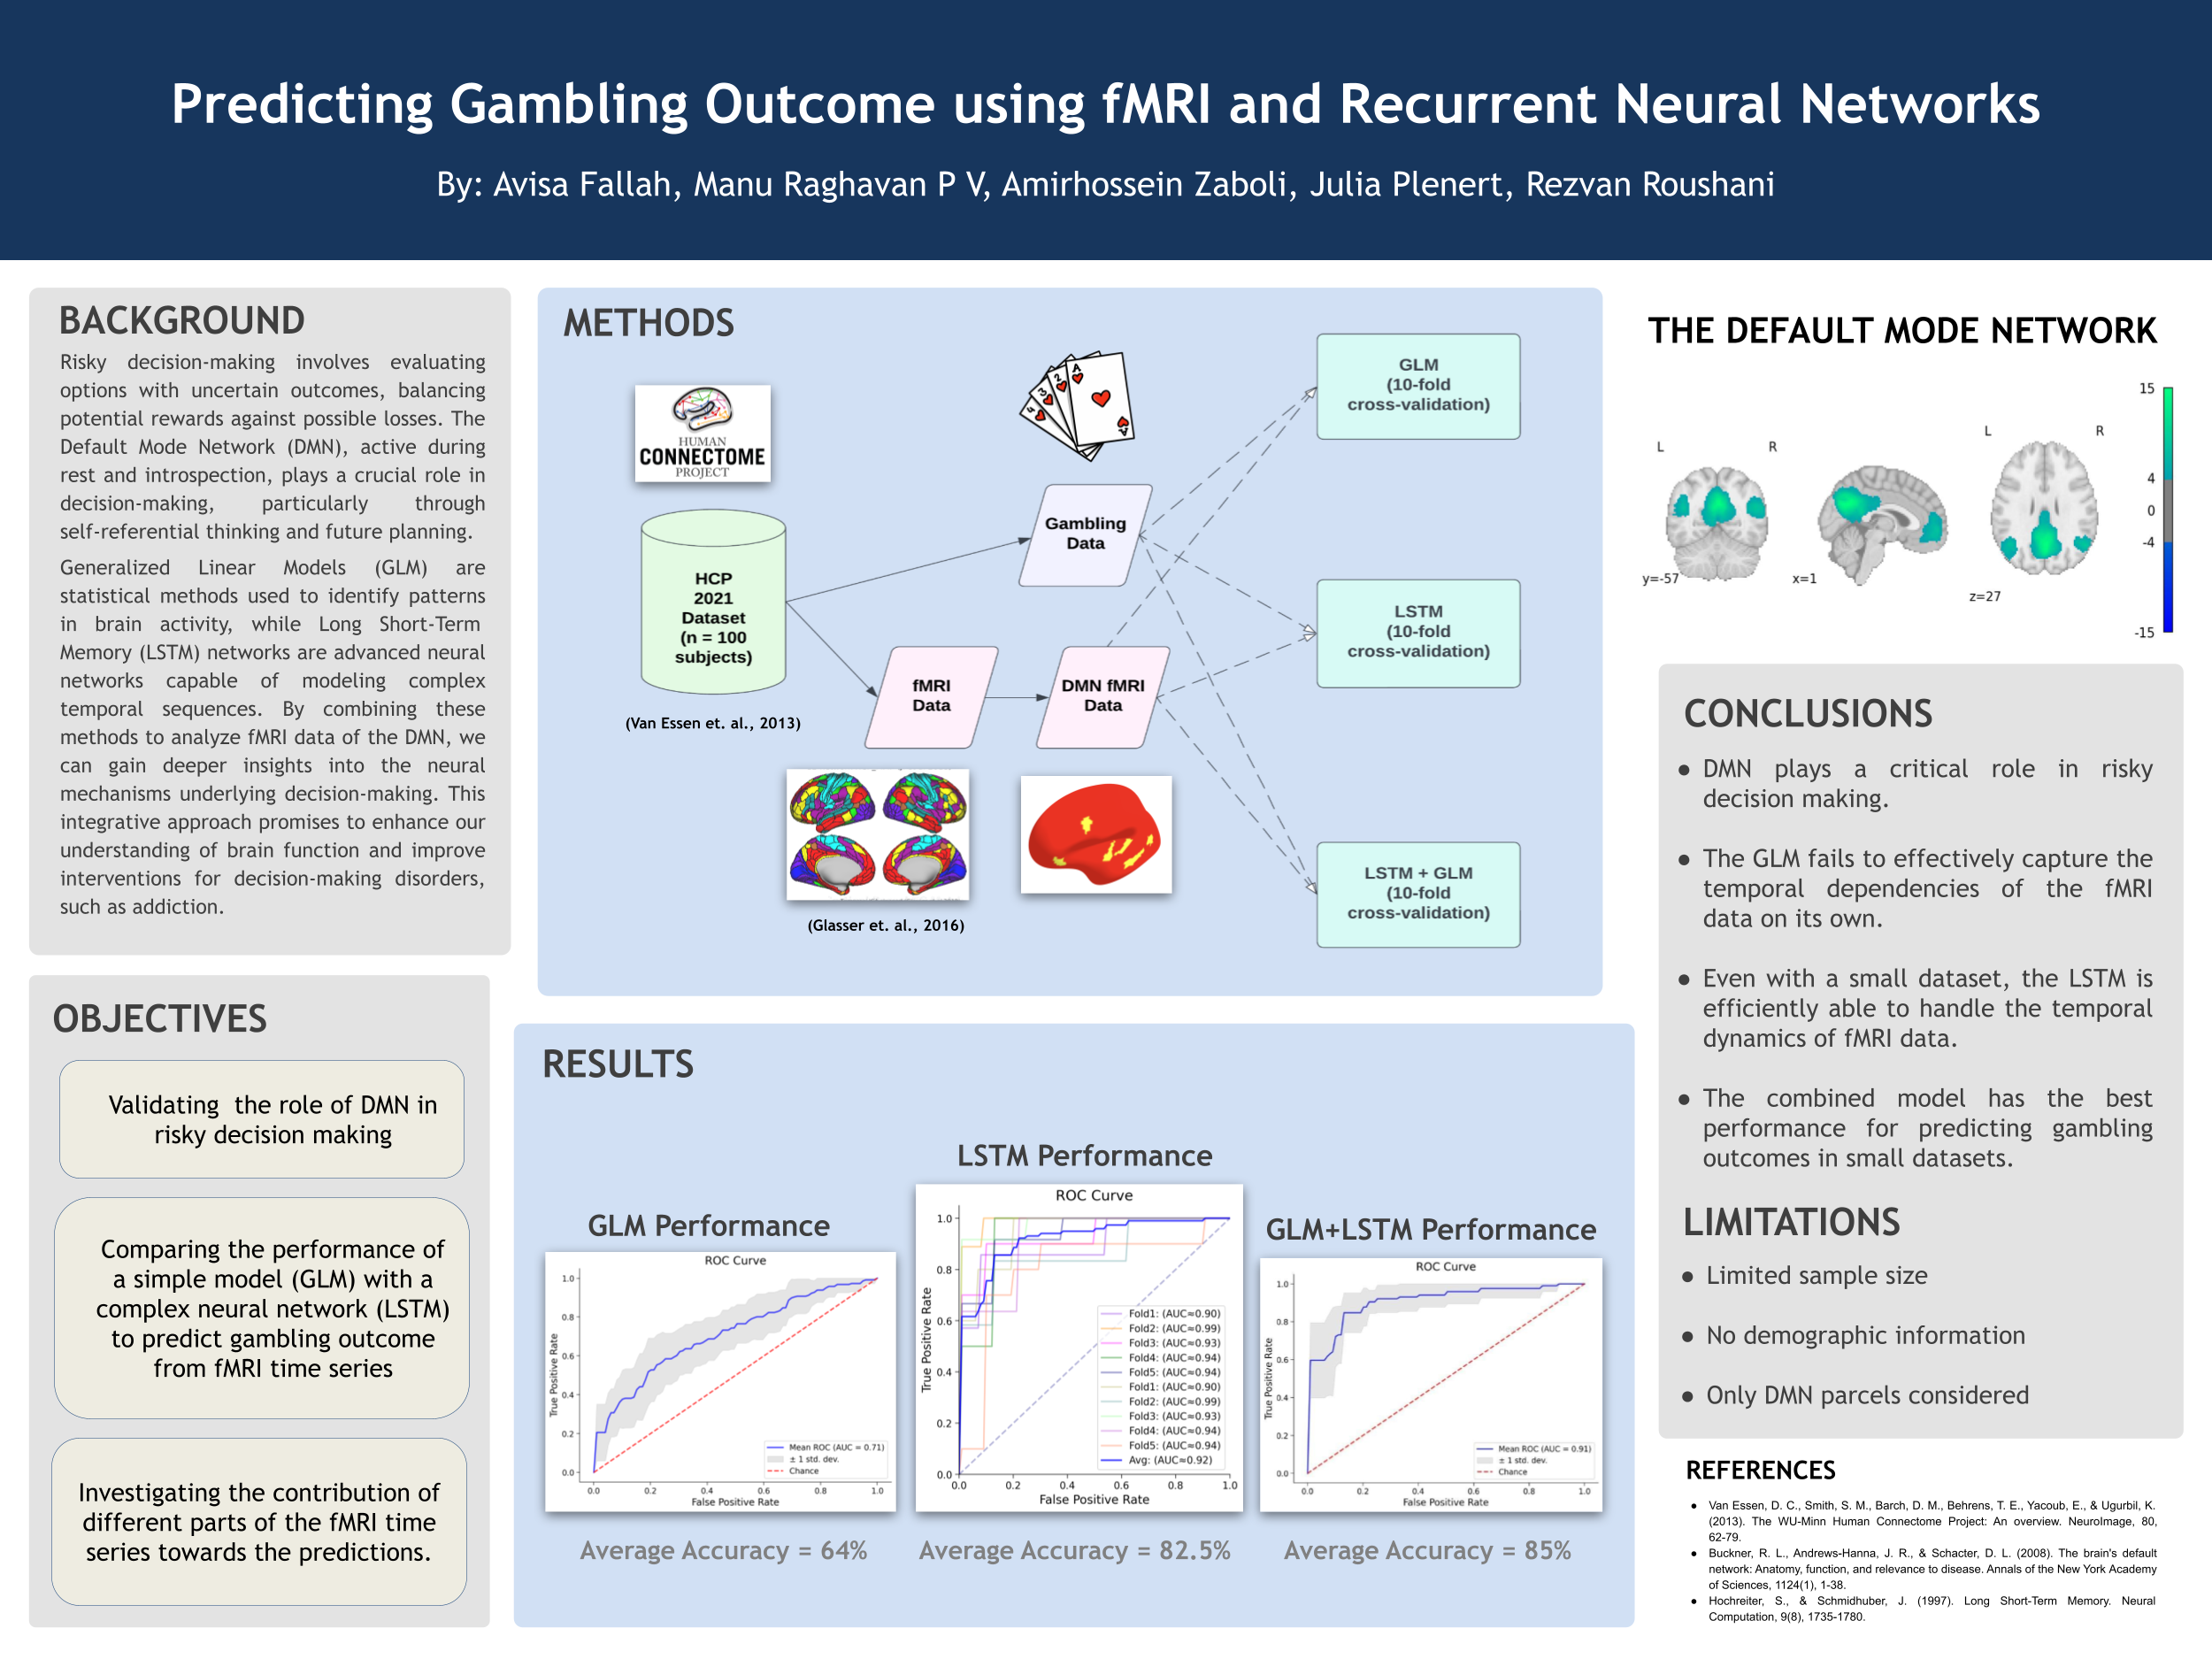 Predicting Gambling Outcome using fMRI and Recurrent Neural Networks
By: Avisa Fallah, Manu Raghavan P V, Amirhossein Zaboli, Julia Plenert, Rezvan Roushani
BACKGROUND
Risky decision-making involves evaluating
options with uncertain outcomes, balancing
potential rewards against possible losses. The
Default Mode Network (DMN), active during
rest and introspection, plays a crucial role in
decision-making, particularly through
self-referential thinking and future planning.
Generalized Linear Models (GLM) are
statistical methods used to identify patterns
in brain activity, while Long Short-Term
Memory (LSTM) networks are advanced neural
networks capable of modeling complex
temporal sequences. By combining these
methods to analyze fMRI data of the DMN, we
can gain deeper insights into the neural
mechanisms underlying decision-making. This
integrative approach promises to enhance our
understanding of brain function and improve
interventions for decision-making disorders,
such as addiction.
OBJECTIVES
Validating the role of DMN in
risky decision making
Comparing the performance of
a simple model (GLM) with a
complex neural network (LSTM)
to predict gambling outcome
from fMRI time series
Investigating the contribution of
different parts of the fMRI time
series towards the predictions.
METHODS
HUMAN
CONNECTOME
PROJECT
HCP
2021
Dataset
(n = 100
subjects)
(Van Essen et. al., 2013)
4 3 2 A
A
Gambling
Data
fMRI
Data
DMN fMRI
Data
(Glasser et. al., 2016)
GLM
(10-fold
cross-validation)
LSTM
(10-fold
cross-validation)
LSTM + GLM
(10-fold
cross-validation)
RESULTS
GLM Performance
ROC Curve
True Positive Rate
1.0
0.8
0.6
0.4
0.2
0.0
Mean ROC (AUC = 0.71)
± 1 std. dev.
Chance
0.0 0.2 0.4 0.6 0.8 1.0
False Positive Rate
Average Accuracy = 64%
LSTM Performance
ROC Curve
True Positive Rate
1.0
0.8
0.6
0.4
0.2
0.0
Fold1: (AUC≈0.90)
Fold2: (AUC≈0.99)
Fold3: (AUC≈0.93)
Fold4: (AUC≈0.94)
Fold5: (AUC≈0.94)
Fold1: (AUC≈0.90)
Fold2: (AUC≈0.99)
Fold3: (AUC≈0.93)
Fold4: (AUC≈0.94)
Fold5: (AUC≈0.94)
Avg: (AUC≈0.92)
0.0 0.2 0.4 0.6 0.8 1.0
False Positive Rate
Average Accuracy = 82.5%
GLM+LSTM Performance
ROC Curve
True Positive Rate
1.0
0.8
0.6
0.4
0.2
0.0
Mean ROC (AUC = 0.91)
± 1 std. dev.
Chance
0.0 0.2 0.4 0.6 0.8 1.0
False Positive Rate
Average Accuracy = 85%
THE DEFAULT MODE NETWORK
L R
y=-57
x=1
L R
z=27
15
4
0
-4
-15
CONCLUSIONS
● DMN plays a critical role in risky
decision making.
● The GLM fails to effectively capture the
temporal dependencies of the fMRI
data on its own.
● Even with a small dataset, the LSTM is
efficiently able to handle the temporal
dynamics of fMRI data.
● The combined model has the best
performance for predicting gambling
outcomes in small datasets.
LIMITATIONS
● Limited sample size
● No demographic information
● Only DMN parcels considered
REFERENCES
● Van Essen, D. C., Smith, S. M., Barch, D. M., Behrens, T. E., Yacoub, E., & Ugurbil, K.
(2013). The WU-Minn Human Connectome Project: An overview. NeuroImage, 80,
62-79.
● Buckner, R. L., Andrews-Hanna, J. R., & Schacter, D. L. (2008). The brain's default
network: Anatomy, function, and relevance to disease. Annals of the New York Academy
of Sciences, 1124(1), 1-38.
● Hochreiter, S., & Schmidhuber, J. (1997). Long Short-Term Memory. Neural
Computation, 9(8), 1735-1780.